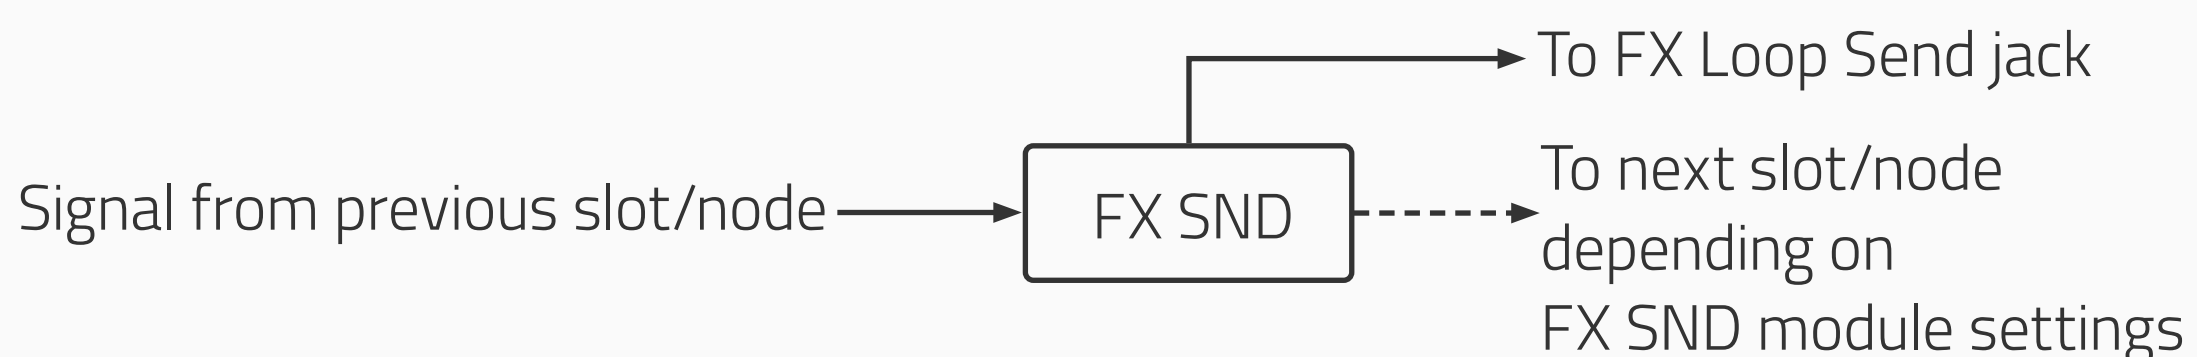 To FX Loop Send jack
Signal from previous slot/node
FX SND
To next slot/node
depending on
FX SND module settings